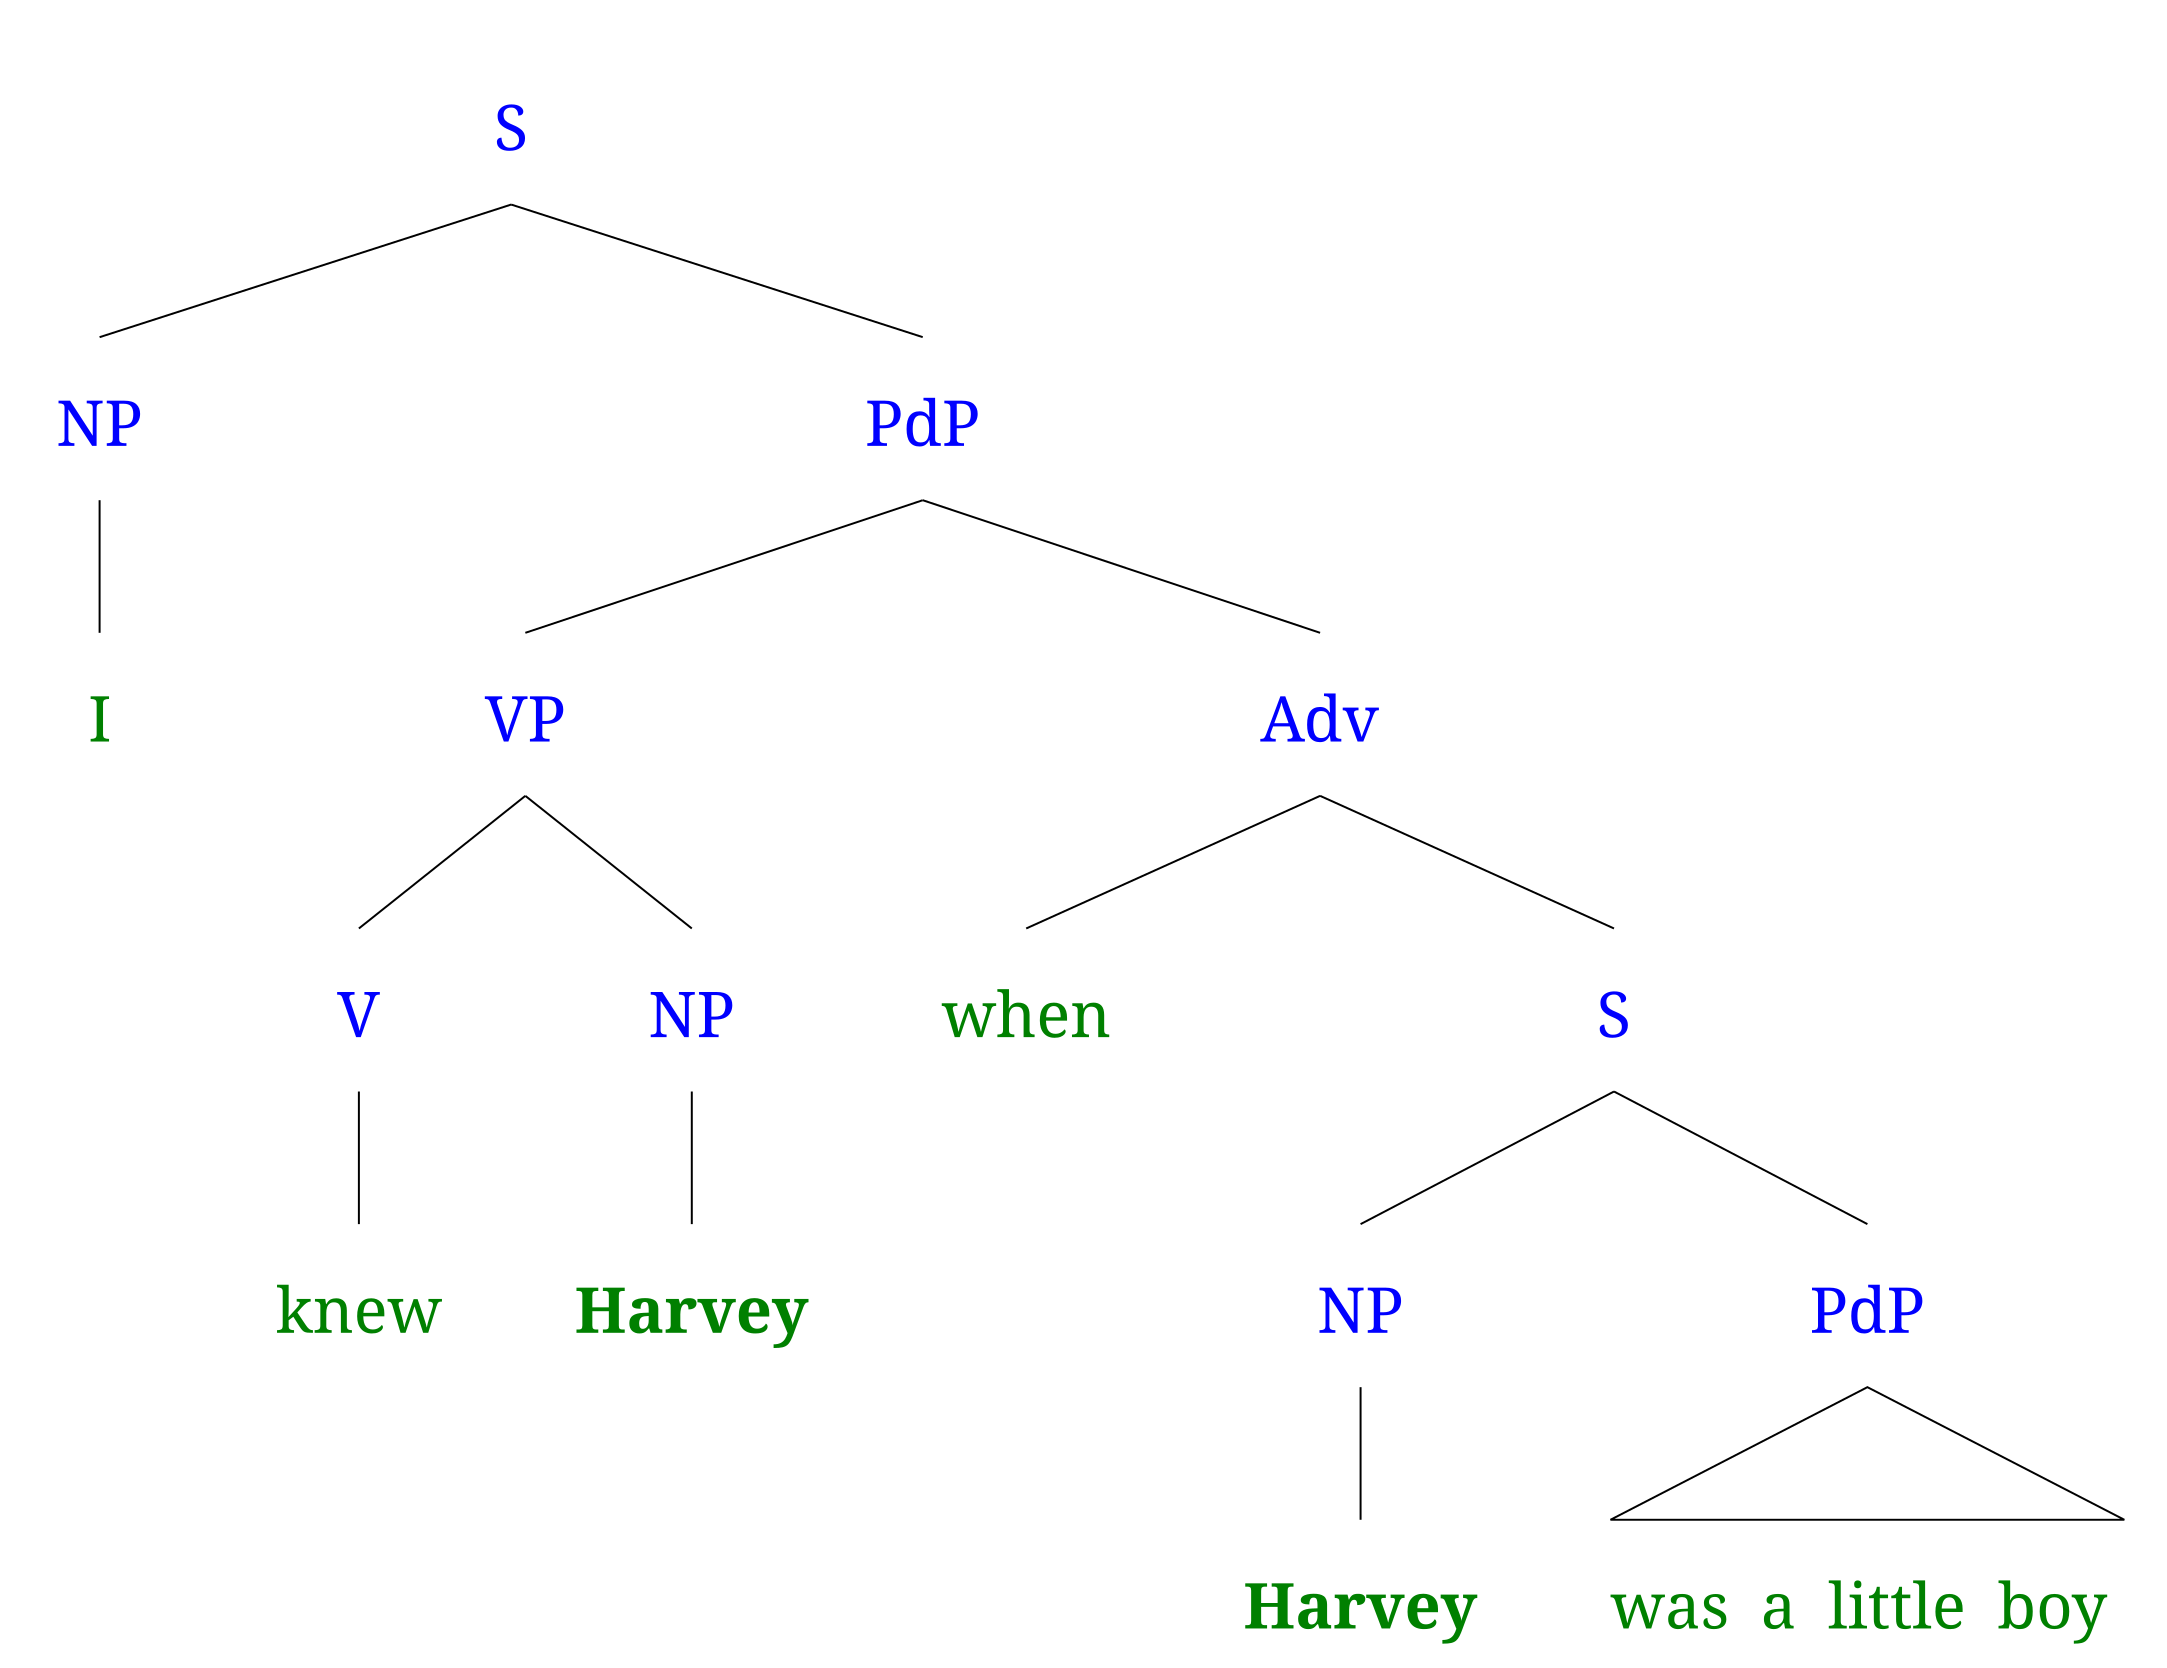 S
NP PdP
I VP Adv
V NP when S
knew Harvey NP PdP
Harvey was a little boy